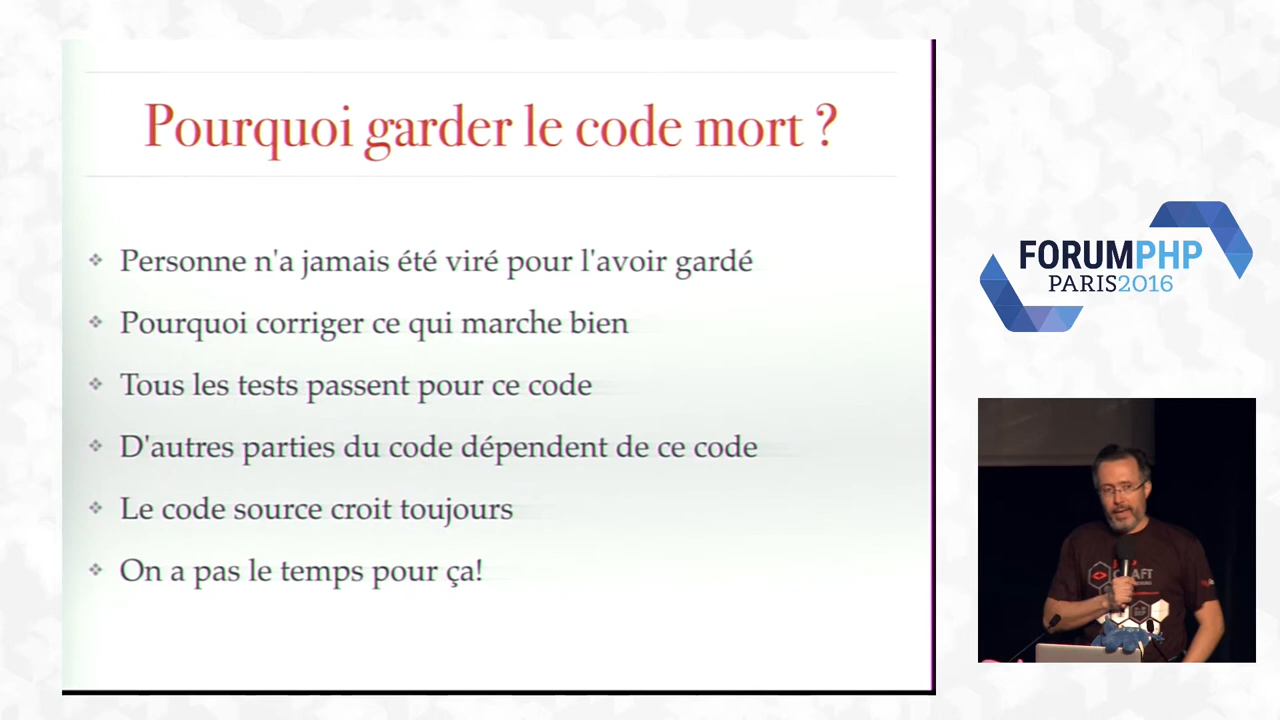 Pourquoi garder le code mort ?
Personne n'a jamais été viré pour l'avoir gardé
Pourquoi corriger ce qui marche bien
Tous les tests passent pour ce code
D'autres parties du code dépendent de ce code
Le code source croit toujours
On a pas le temps pour ça!
FORUMPHP
PARIS2016